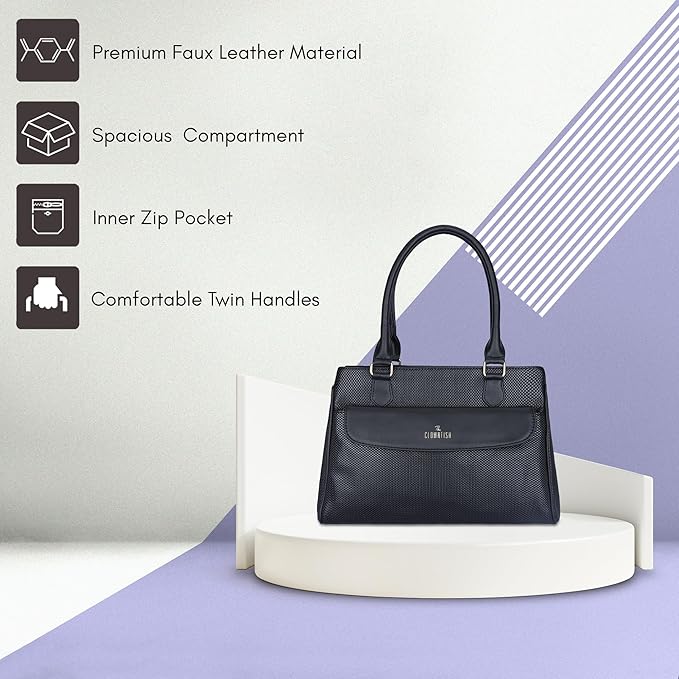 Premium Faux Leather Material
Spacious Compartment
Inner Zip Pocket
Comfortable Twin Handles
The
CLOWNFISH